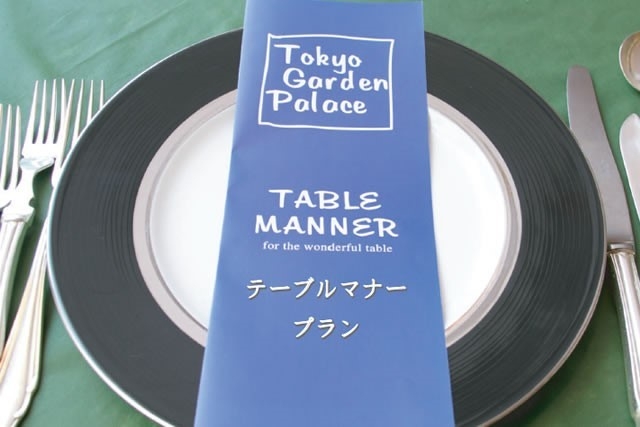 Tokyo
Garden
Palace
TABLE
MANNER
for the wonderful table
テーブルマナー
プラン